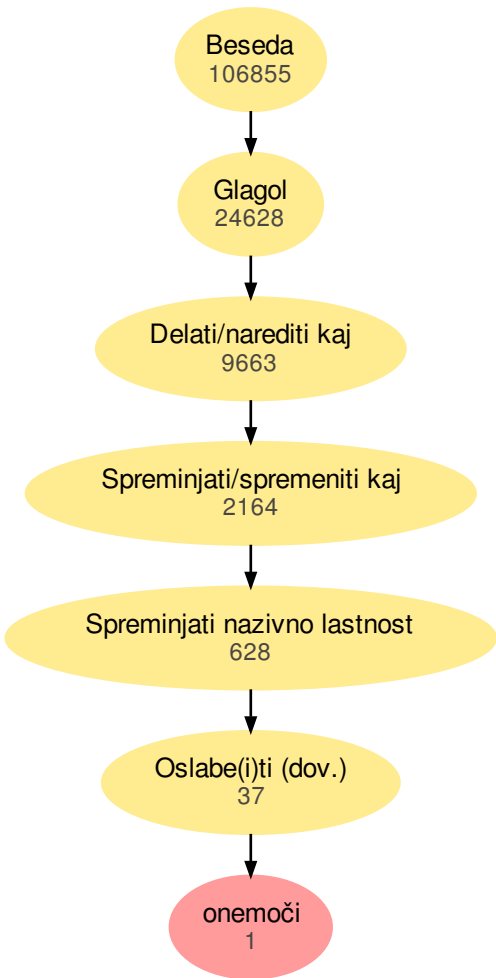 Beseda
106855
Glagol
24628
Delati/narediti kaj
9663
Spreminjati/spremeniti kaj
2164
Spreminjati nazivno lastnost
628
Oslabe(i)ti (dov.)
37
onemoči
1